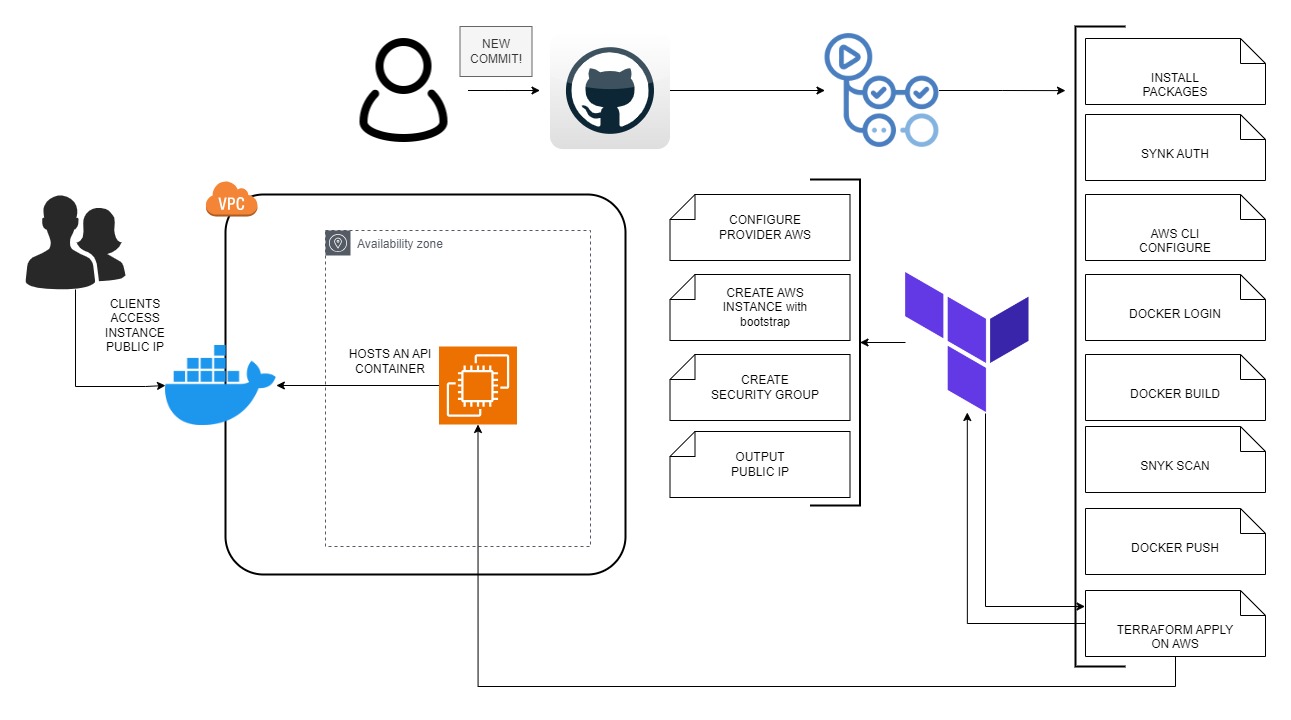 NEW
COMMIT!
INSTALL
PACKAGES
SYNK AUTH
AWS CLI
CONFIGURE
DOCKER LOGIN
DOCKER BUILD
SNYK SCAN
DOCKER PUSH
TERRAFORM APPLY
ON AWS
CONFIGURE
PROVIDER AWS
CREATE AWS
INSTANCE with
bootstrap
CREATE
SECURITY GROUP
OUTPUT
PUBLIC IP
VPC
Availability zone
HOSTS AN API
CONTAINER
CLIENTS
ACCESS
INSTANCE
PUBLIC IP